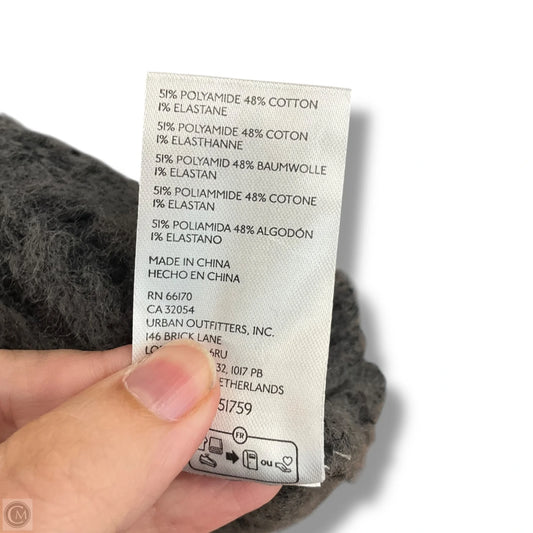 51% POLYAMIDE 48% COTTON
1% ELASTANE
51% POLYAMIDE 48% COTON
1% ELASTHANNE
51% POLYAMID 48% BAUMWOLLE
1% ELASTAN
51% POLIAMMIDE 48% COTONE
1% ELASTAN
51% POLIAMIDA 48% ALGODÓN
1% ELASTANO
MADE IN CHINA
HECHO EN CHINA
RN 66170
CA 32054
URBAN OUTFITTERS, INC.
146 BRICK LANE
6RU
32, 1017 PB
ETHERLANDS
51759
FR
ou
CM